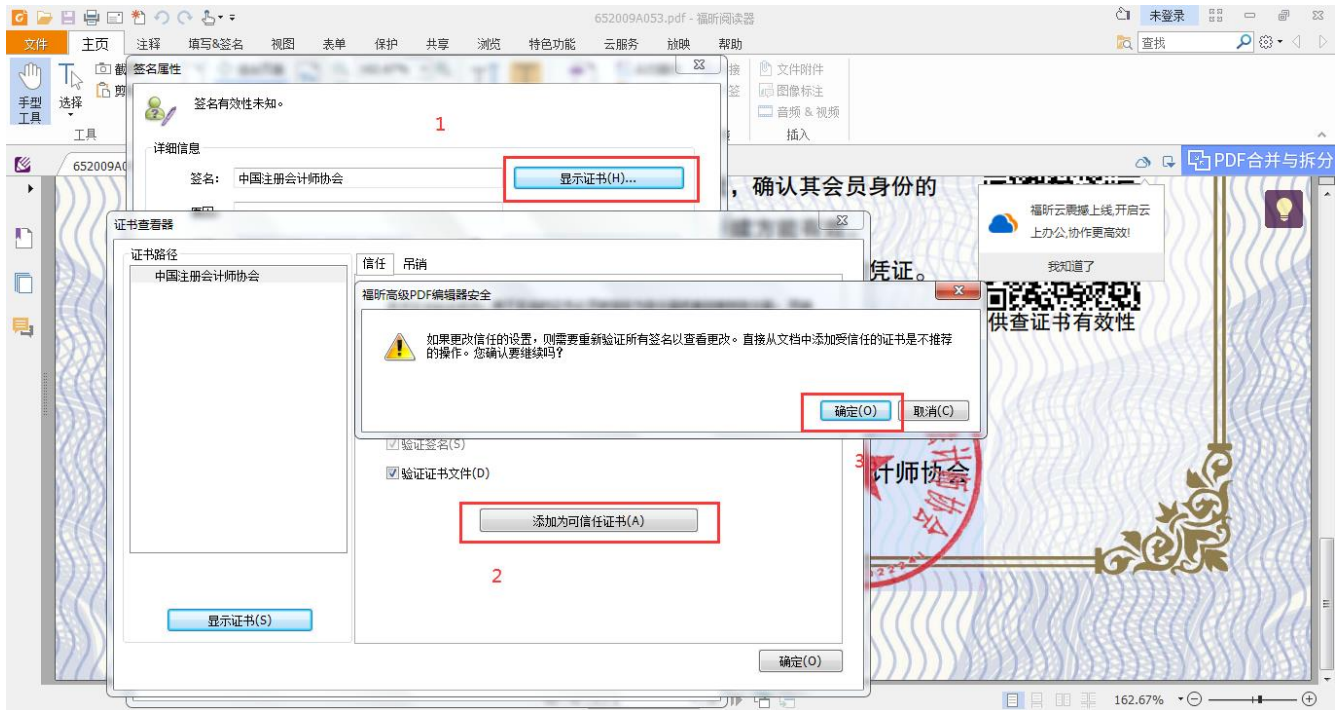 652009A053.pdf - 福昕阅读器
未登录
文件 主页 注释 填写&签名 视图 表单 保护 共享 浏览 特色功能 云服务 放映 帮助
查找
手型
工具
选择
截
剪
工具
接
签
文件附件
图像标注
音频 & 视频
插入
签名属性
签名有效性未知。
1
详细信息
签名: 中国注册会计师协会
显示证书(H)...
652009A0
PDF合并与拆分
,确认其会员身份的
福昕云震撼上线,开启云
上办公,协作更高效!
我知道了
凭证。
供查证书有效性
证书查看器
证书路径
中国注册会计师协会
信任 吊销
福昕高级PDF编辑器安全
如果更改信任的设置,则需要重新验证所有签名以查看更改。直接从文档中添加受信任的证书是不推荐
的操作。您确认要继续吗?
确定(O) 取消(C)
3
验证签名(S)
验证证书文件(D)
计师协会
添加为可信任证书(A)
2
显示证书(S)
确定(O)
162.67%